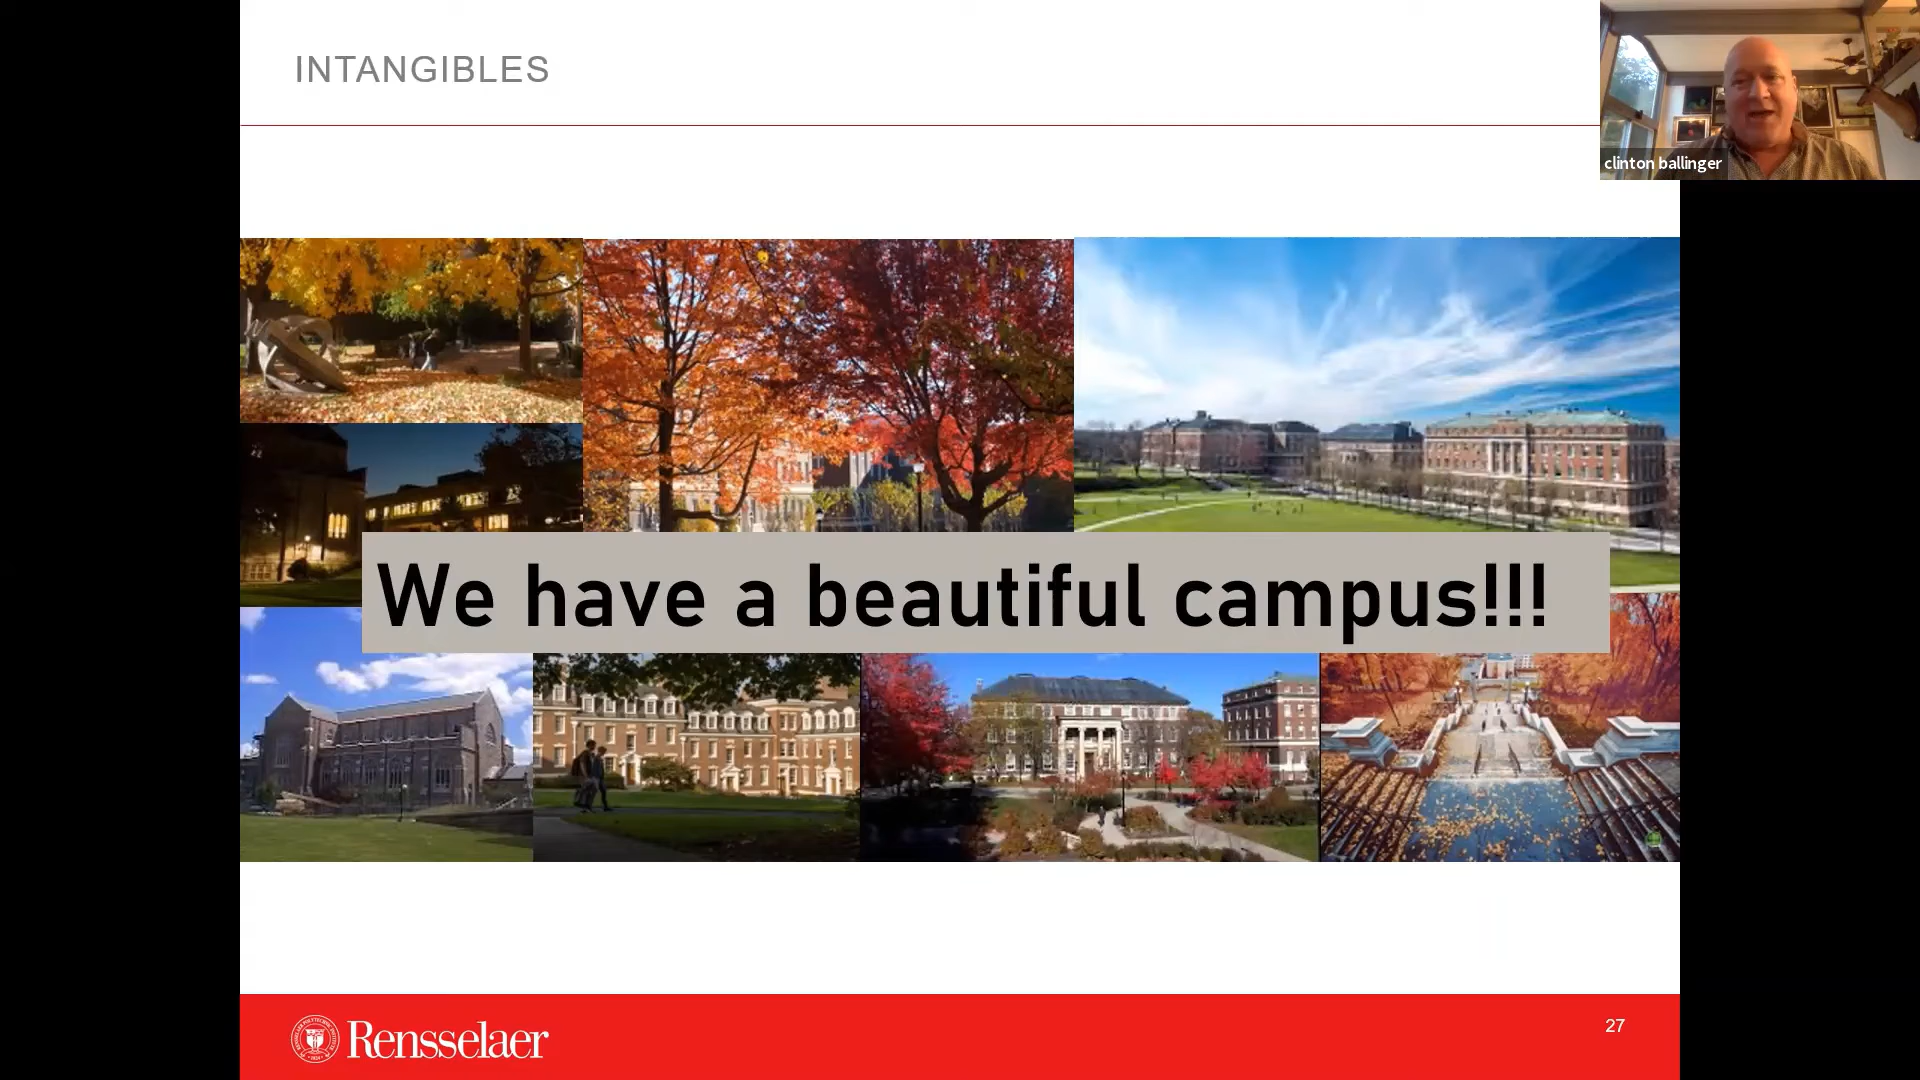 INTANGIBLES
clinton ballinger
We have a beautiful campus!!!
Rensselaer
27